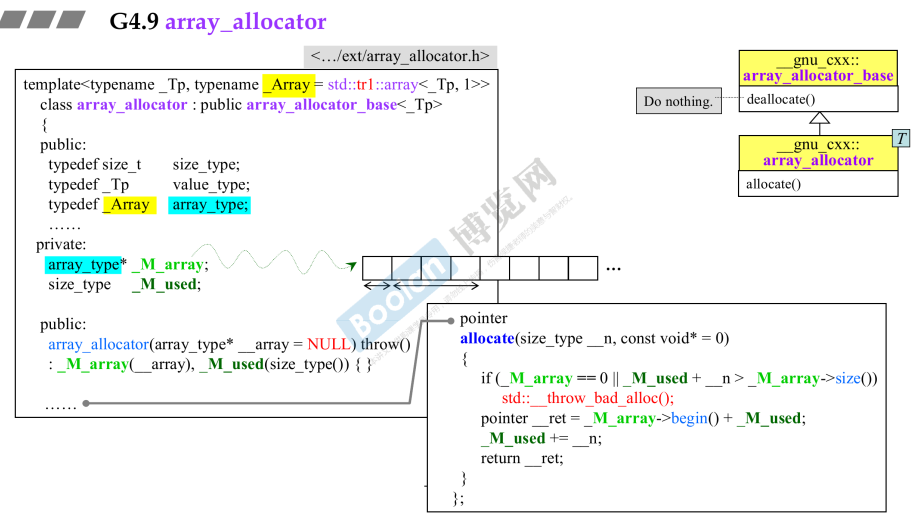 G4.9 array_allocator
<…/ext/array_allocator.h>
template<typename _Tp, typename _Array = std::tr1::array<_Tp, 1>>
class array_allocator : public array_allocator_base<_Tp>
{
public:
typedef size_t size_type;
typedef _Tp value_type;
typedef _Array array_type;
……
private:
array_type* _M_array;
size_type _M_used;
public:
array_allocator(array_type* __array = NULL) throw()
: _M_array(__array), _M_used(size_type()) { }
……
...
pointer
allocate(size_type __n, const void* = 0)
{
if (_M_array == 0 || _M_used + __n > _M_array->size())
std::__throw_bad_alloc();
pointer __ret = _M_array->begin() + _M_used;
_M_used += __n;
return __ret;
}
};
Do nothing.
__gnu_cxx::
array_allocator_base
deallocate()
T
__gnu_cxx::
array_allocator
allocate()
Boolan 博览网